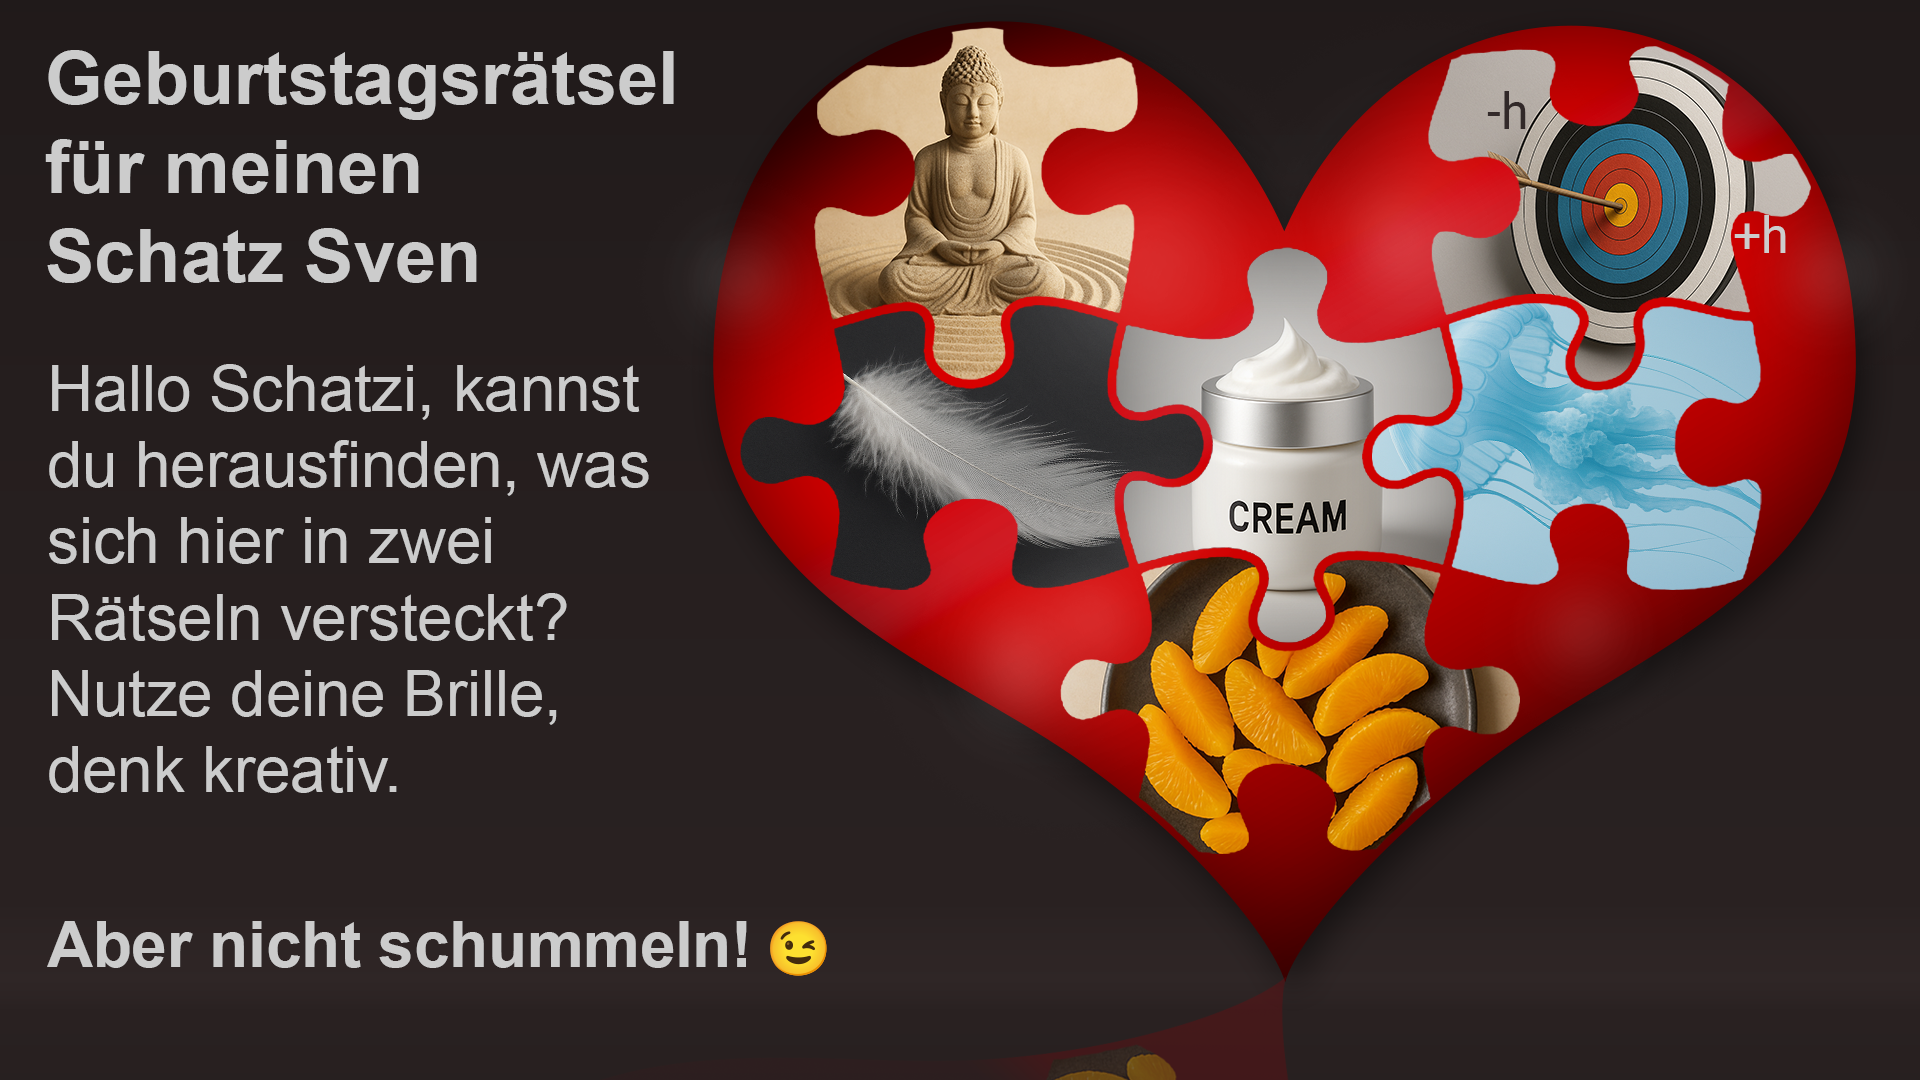 Geburtstagsrätsel
für meinen
Schatz Sven
Hallo Schatzi, kannst
du herausfinden, was
sich hier in zwei
Rätseln versteckt?
Nutze deine Brille,
denk kreativ.
Aber nicht schummeln! 😉
-h
+h
CREAM